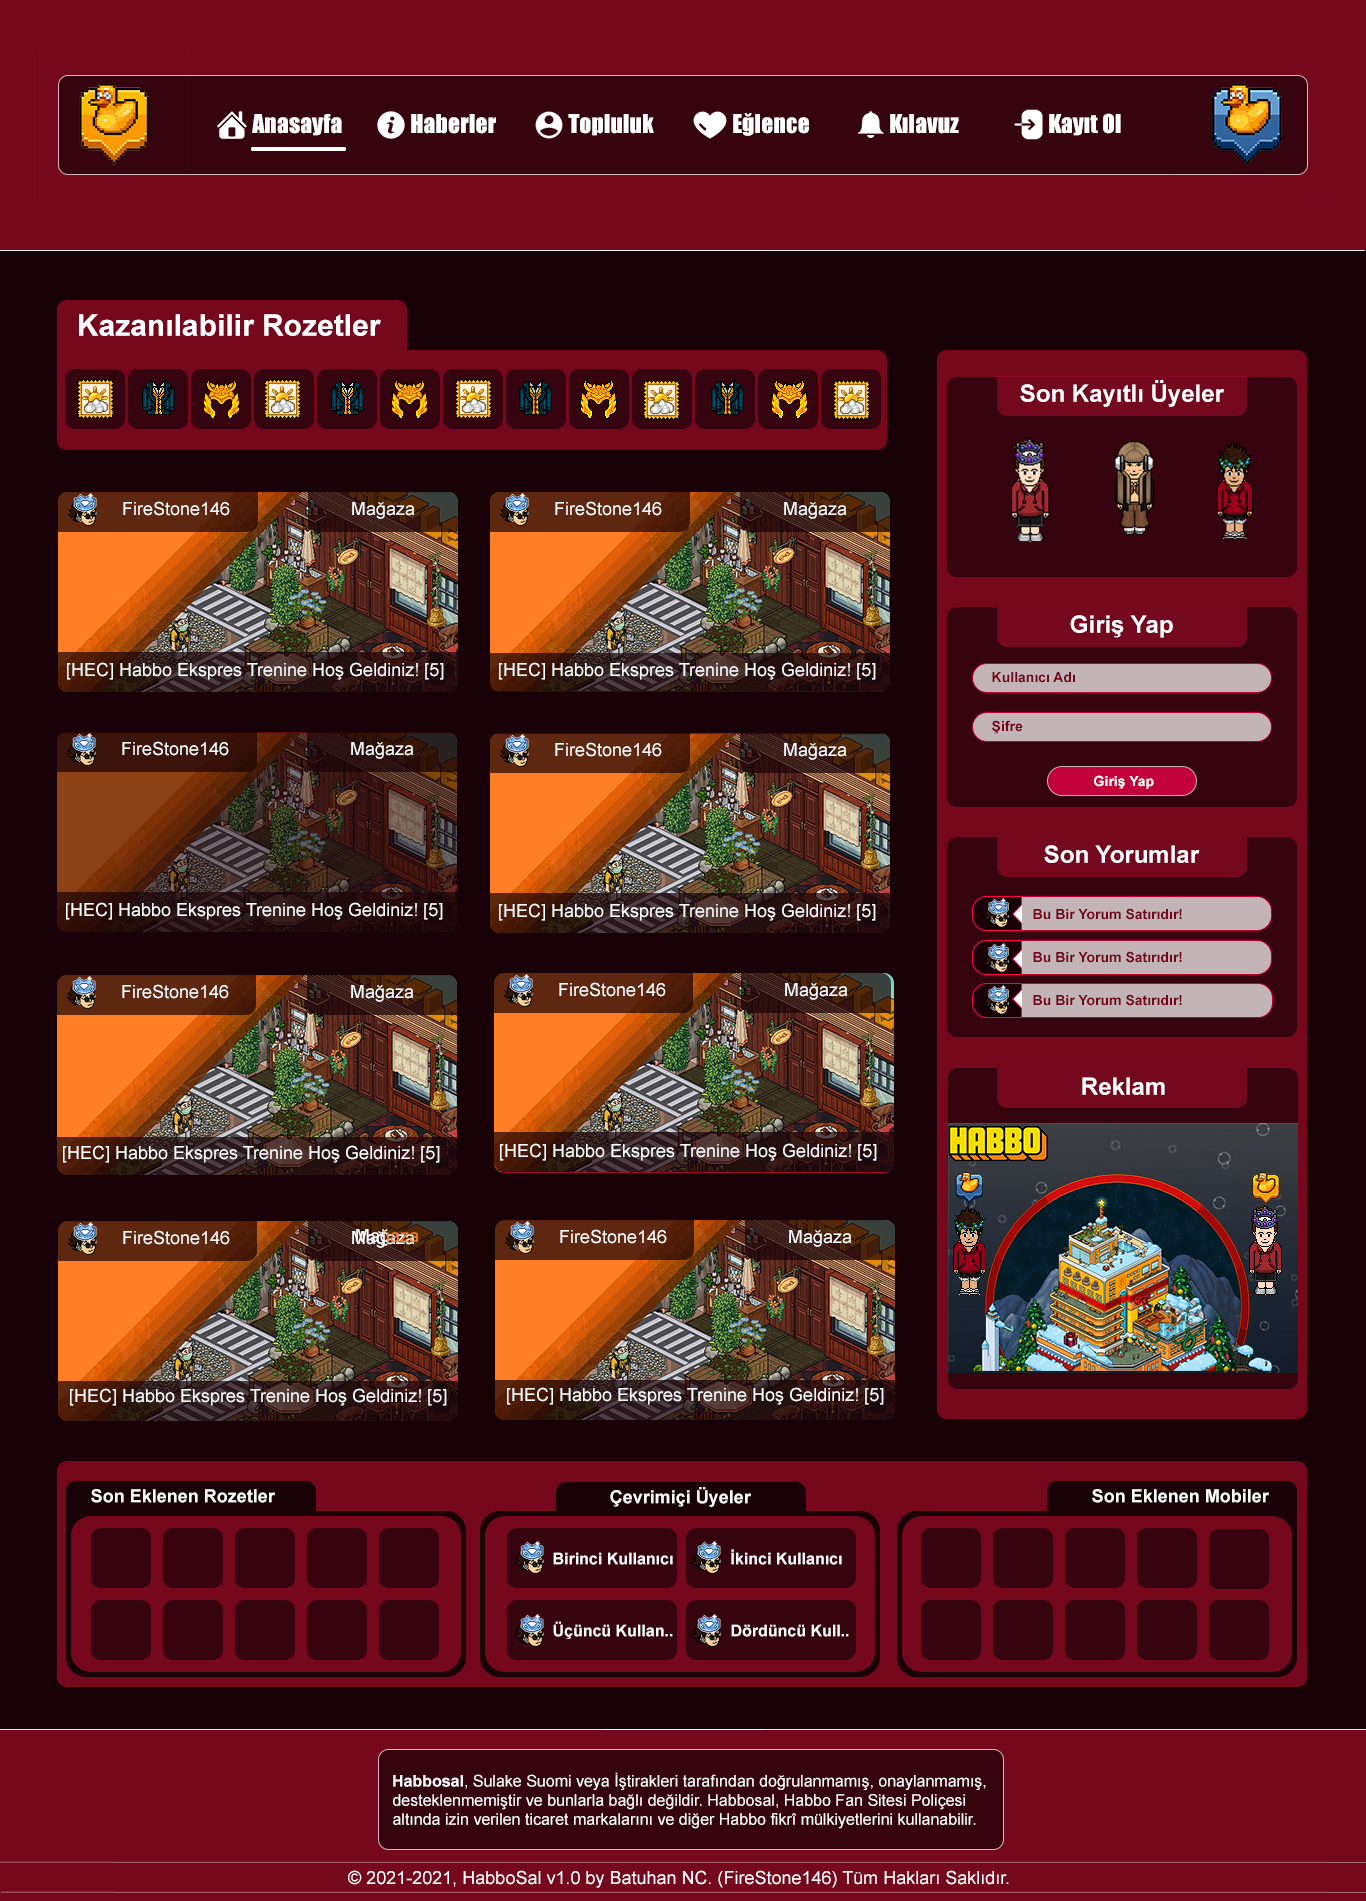 Anasayfa
Haberler
Topluluk
Eğlence
Kılavuz
Kayıt Ol
Kazanılabilir Rozetler
FireStone146
Mağaza
[HEC] Habbo Ekspres Trenine Hoş Geldiniz! [5]
FireStone146
Mağaza
[HEC] Habbo Ekspres Trenine Hoş Geldiniz! [5]
FireStone146
Mağaza
[HEC] Habbo Ekspres Trenine Hoş Geldiniz! [5]
FireStone146
Mağaza
[HEC] Habbo Ekspres Trenine Hoş Geldiniz! [5]
FireStone146
Mağaza
[HEC] Habbo Ekspres Trenine Hoş Geldiniz! [5]
FireStone146
Mağaza
[HEC] Habbo Ekspres Trenine Hoş Geldiniz! [5]
FireStone146
Mağaza
[HEC] Habbo Ekspres Trenine Hoş Geldiniz! [5]
FireStone146
Mağaza
[HEC] Habbo Ekspres Trenine Hoş Geldiniz! [5]
Son Kayıtlı Üyeler
Giriş Yap
Kullanıcı Adı
Şifre
Giriş Yap
Son Yorumlar
Bu Bir Yorum Satırıdır!
Bu Bir Yorum Satırıdır!
Bu Bir Yorum Satırıdır!
Reklam
HABBO
Son Eklenen Rozetler
Çevrimiçi Üyeler
Birinci Kullanıcı
İkinci Kullanıcı
Üçüncü Kullan..
Dördüncü Kull..
Son Eklenen Mobiler
Habbosal, Sulake Suomi veya İştirakleri tarafından doğrulanmamış, onaylanmamış,
desteklenmemiştir ve bunlarla bağlı değildir. Habbosal, Habbo Fan Sitesi Poliçesi
altında izin verilen ticaret markalarını ve diğer Habbo fikrî mülkiyetlerini kullanabilir.
© 2021-2021, HabboSal v1.0 by Batuhan NC. (FireStone146) Tüm Hakları Saklıdır.